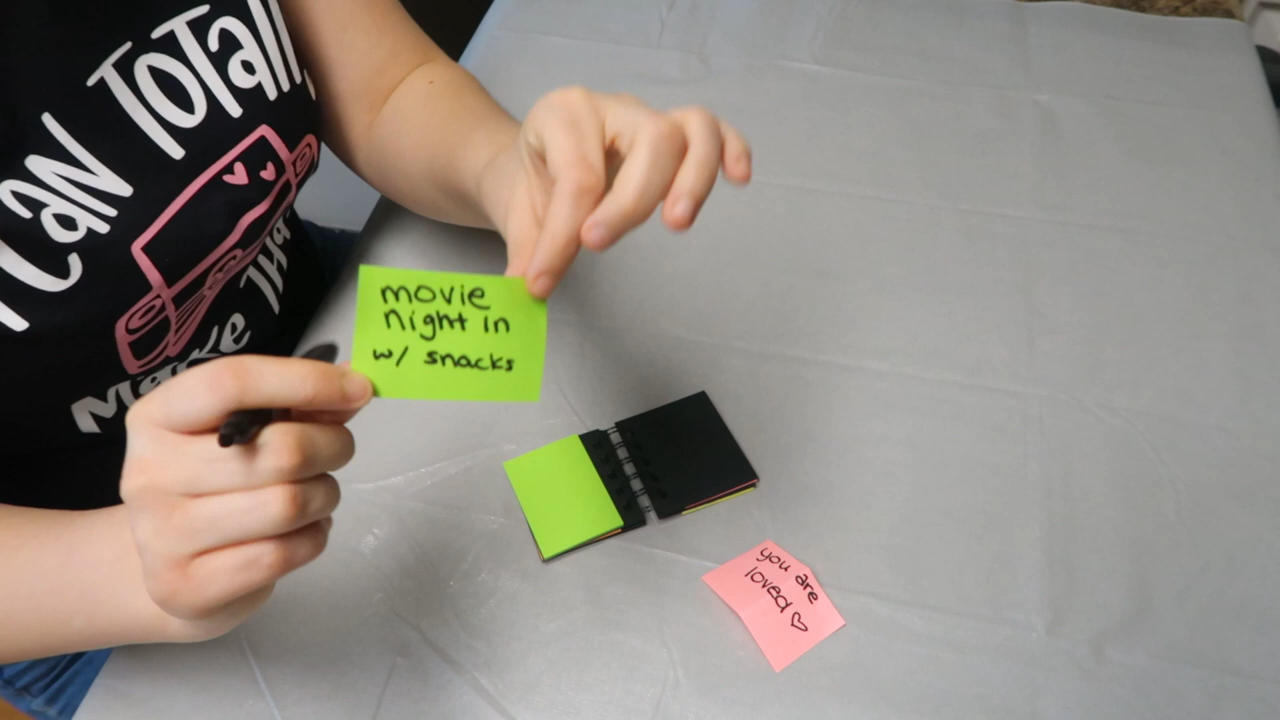 I CAN TOTALLY
Make THAT
movie
night in
w/ snacks
you are
loved ♡